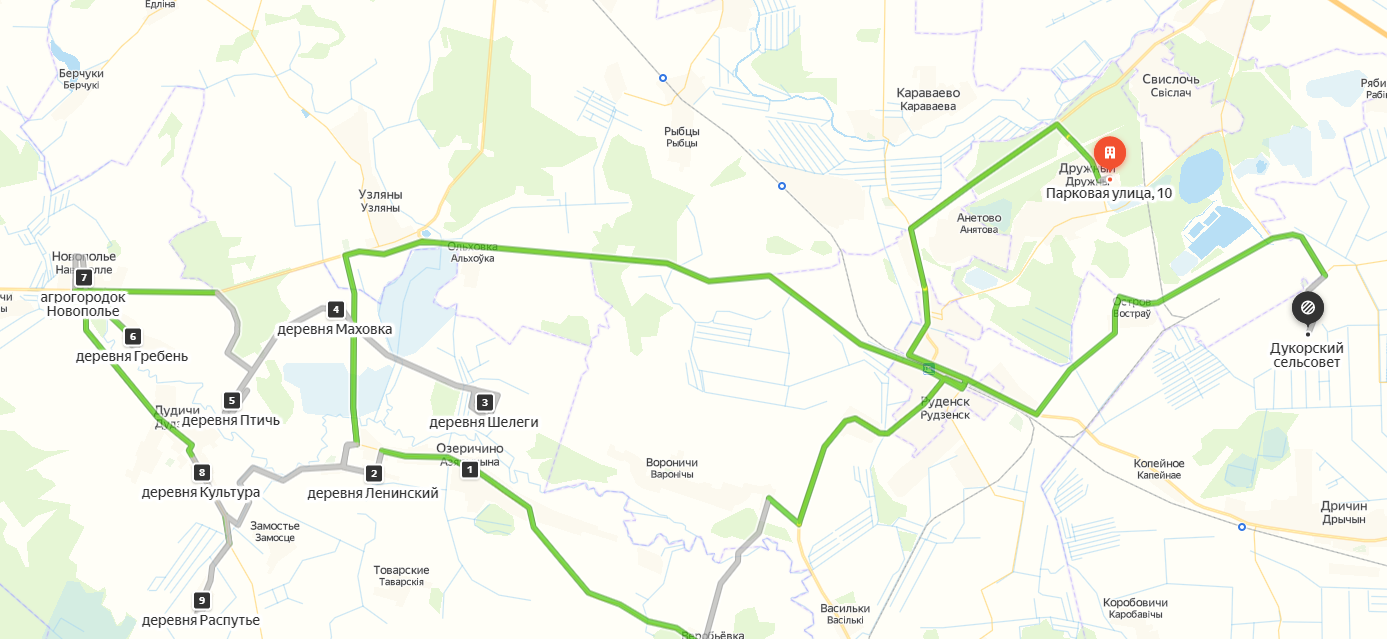 Едліна
Берчуки
Берчукі
Свислочь
Свіслач
Караваево
Караваева
Рыбцы
Рыбцы
Дружный
Парковая улица, 10
Узляны
Узляны
Анетово
Анятова
Ольховка
Альхоўка
Новополье
7
агрогородок
Новополье
Остров
Востраў
4
деревня Маховка
6
деревня Гребень
Дукорский
сельсовет
5
деревня Птичь
Дудичи
3
деревня Шелеги
Руденск
Рудзенск
Озеричино
1
Вороничи
Варонічы
Копейное
Капейнае
8
деревня Культура
2
деревня Ленинский
Дричин
Дрычын
Замостье
Замосце
Товарские
Таварскія
9
деревня Распутье
Васильки
Васількі
Коробовичи
Каробавічы
Воробьёвка